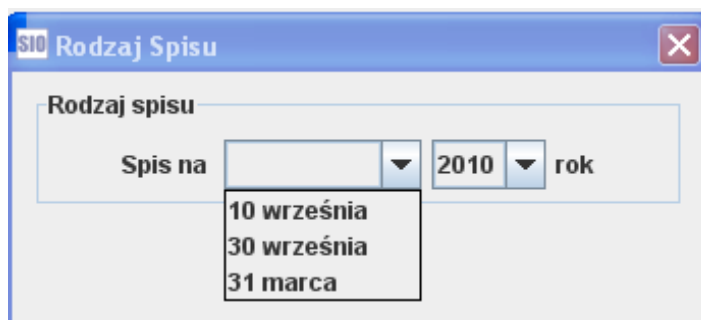 SIO Rodzaj Spisu
Rodzaj spisu
Spis na 2010 rok
10 września
30 września
31 marca